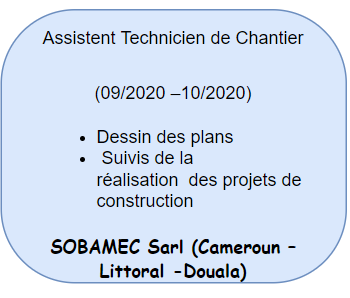 Assistent Technicien de Chantier
(09/2020 –10/2020)
• Dessin des plans
• Suivis de la
réalisation des projets de
construction
SOBAMEC Sarl (Cameroun –
Littoral -Douala)